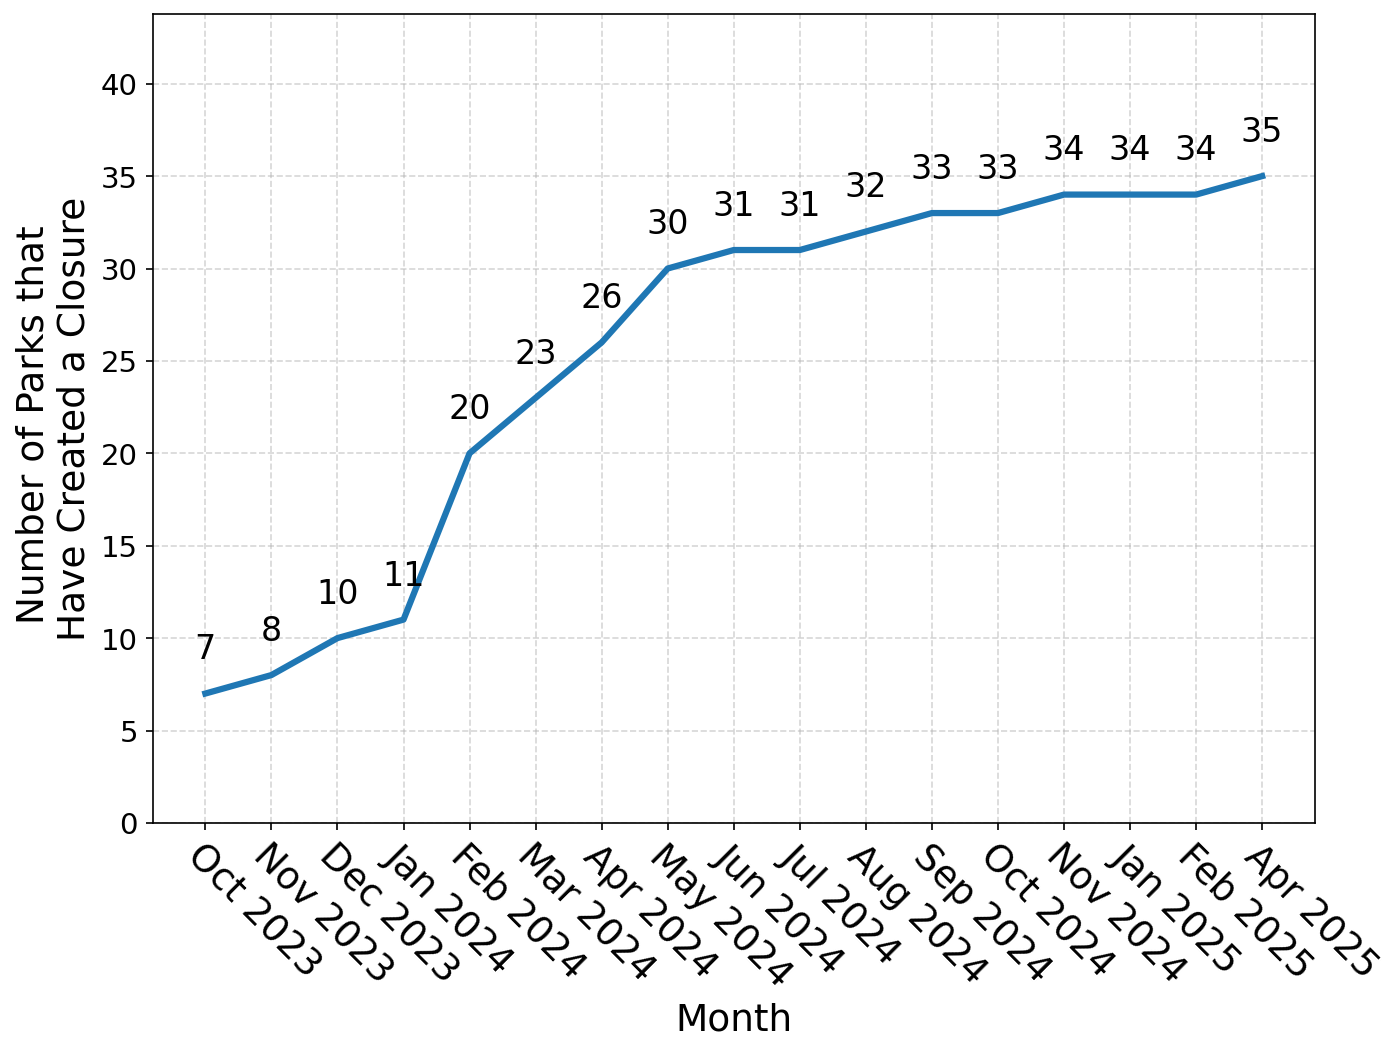 Number of Parks that
Have Created a Closure
40
35
30
25
20
15
10
5
0
7
8
10
11
20
23
26
30
31
31
32
33
33
34
34
34
35
Oct 2023
Nov 2023
Dec 2023
Jan 2024
Feb 2024
Mar 2024
Apr 2024
May 2024
Jun 2024
Jul 2024
Aug 2024
Sep 2024
Oct 2024
Nov 2024
Jan 2025
Feb 2025
Apr 2025
Month